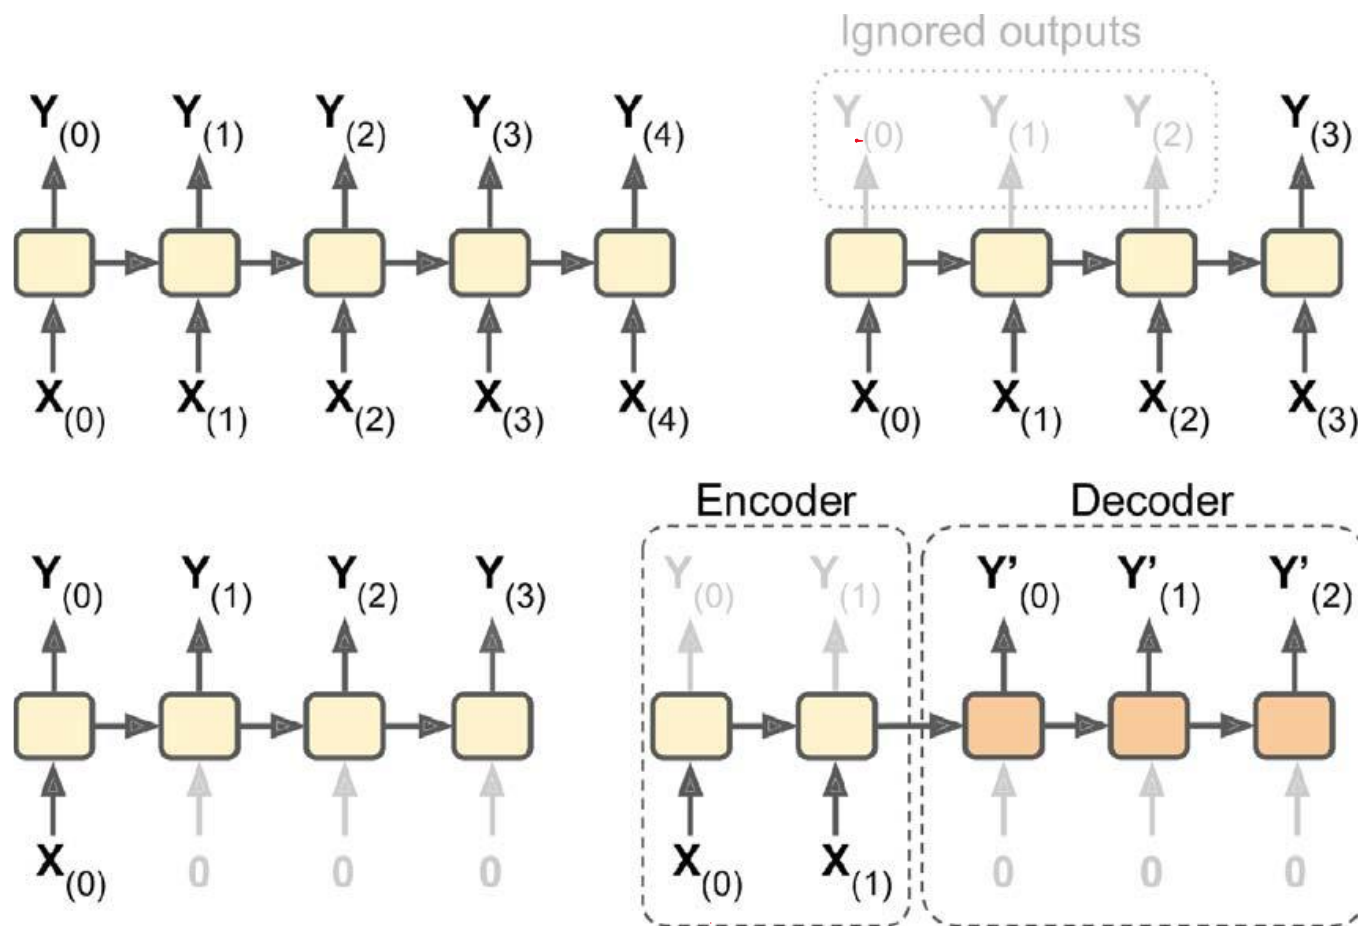 Ignored outputs
Y(0) Y(1) Y(2) Y(3) Y(4)
Y(0) Y(1) Y(2) Y(3)
X(0) X(1) X(2) X(3) X(4)
X(0) X(1) X(2) X(3)
Encoder Decoder
Y(0) Y(1) Y(2) Y(3)
Y(0) Y(1) Y’(0) Y’(1) Y’(2)
X(0) 0 0 0
X(0) X(1) 0 0 0